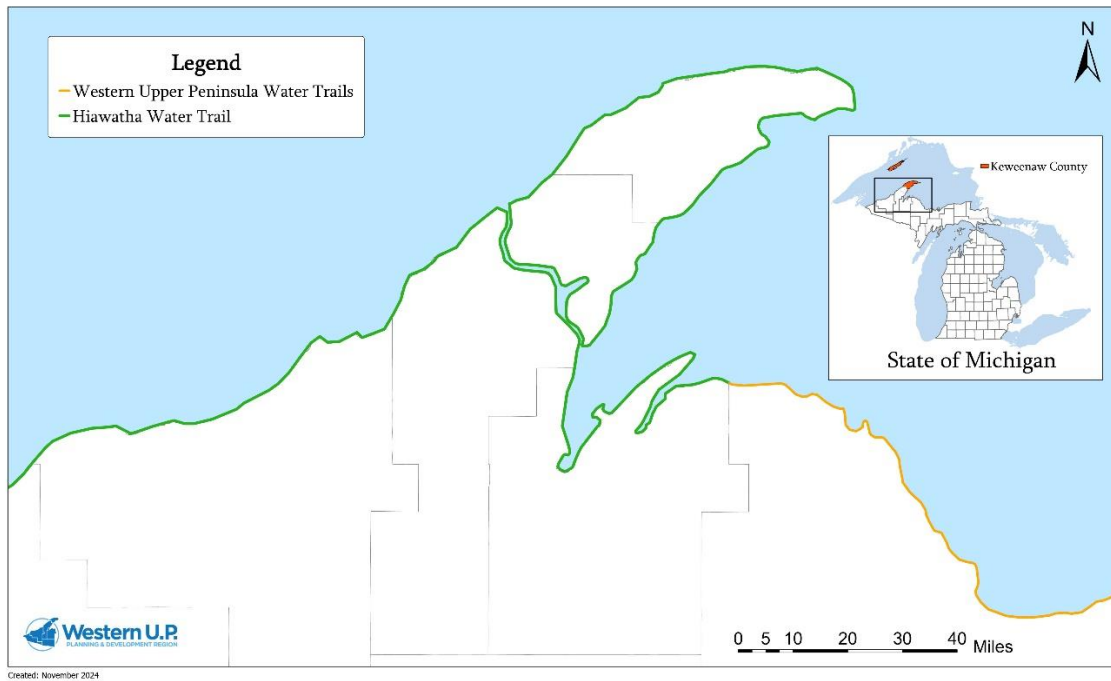 Legend
Western Upper Peninsula Water Trails
Hiawatha Water Trail
N
Keweenaw County
State of Michigan
Western U.P.
PLANNING & DEVELOPMENT REGION
0 5 10 20 30 40 Miles
Created: November 2024